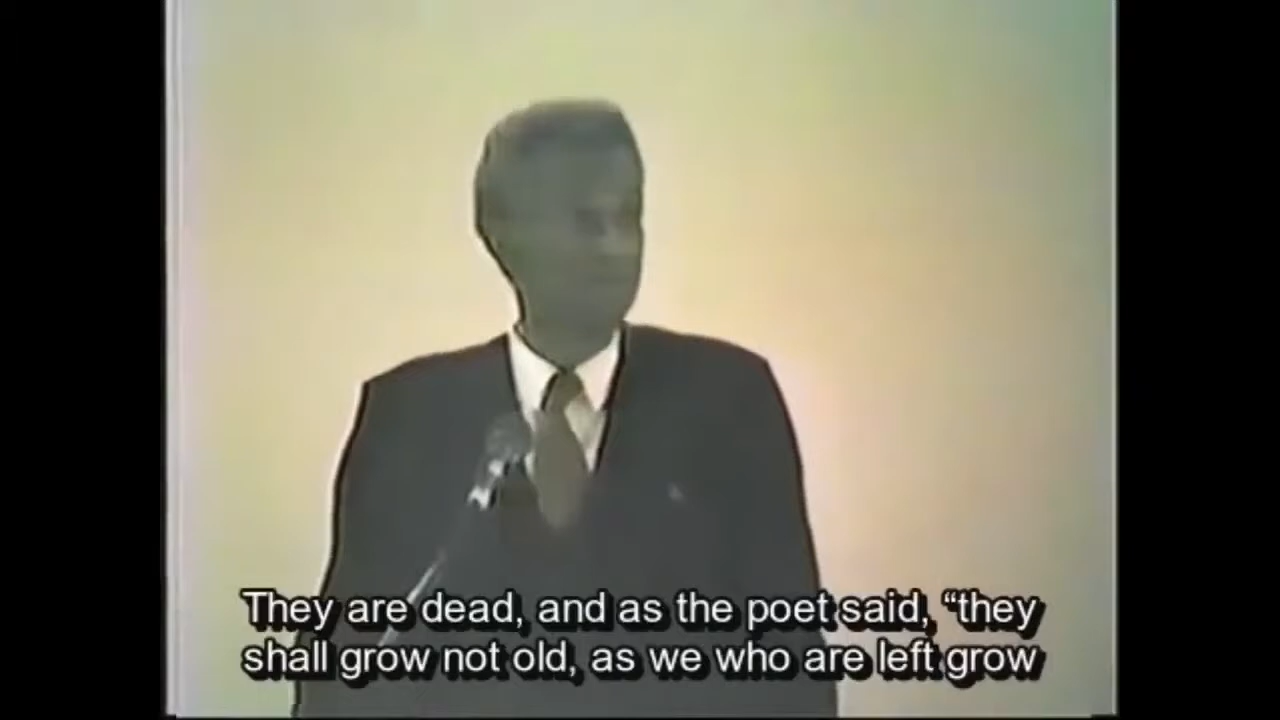 They are dead, and as the poet said, “they
shall grow not old, as we who are left grow